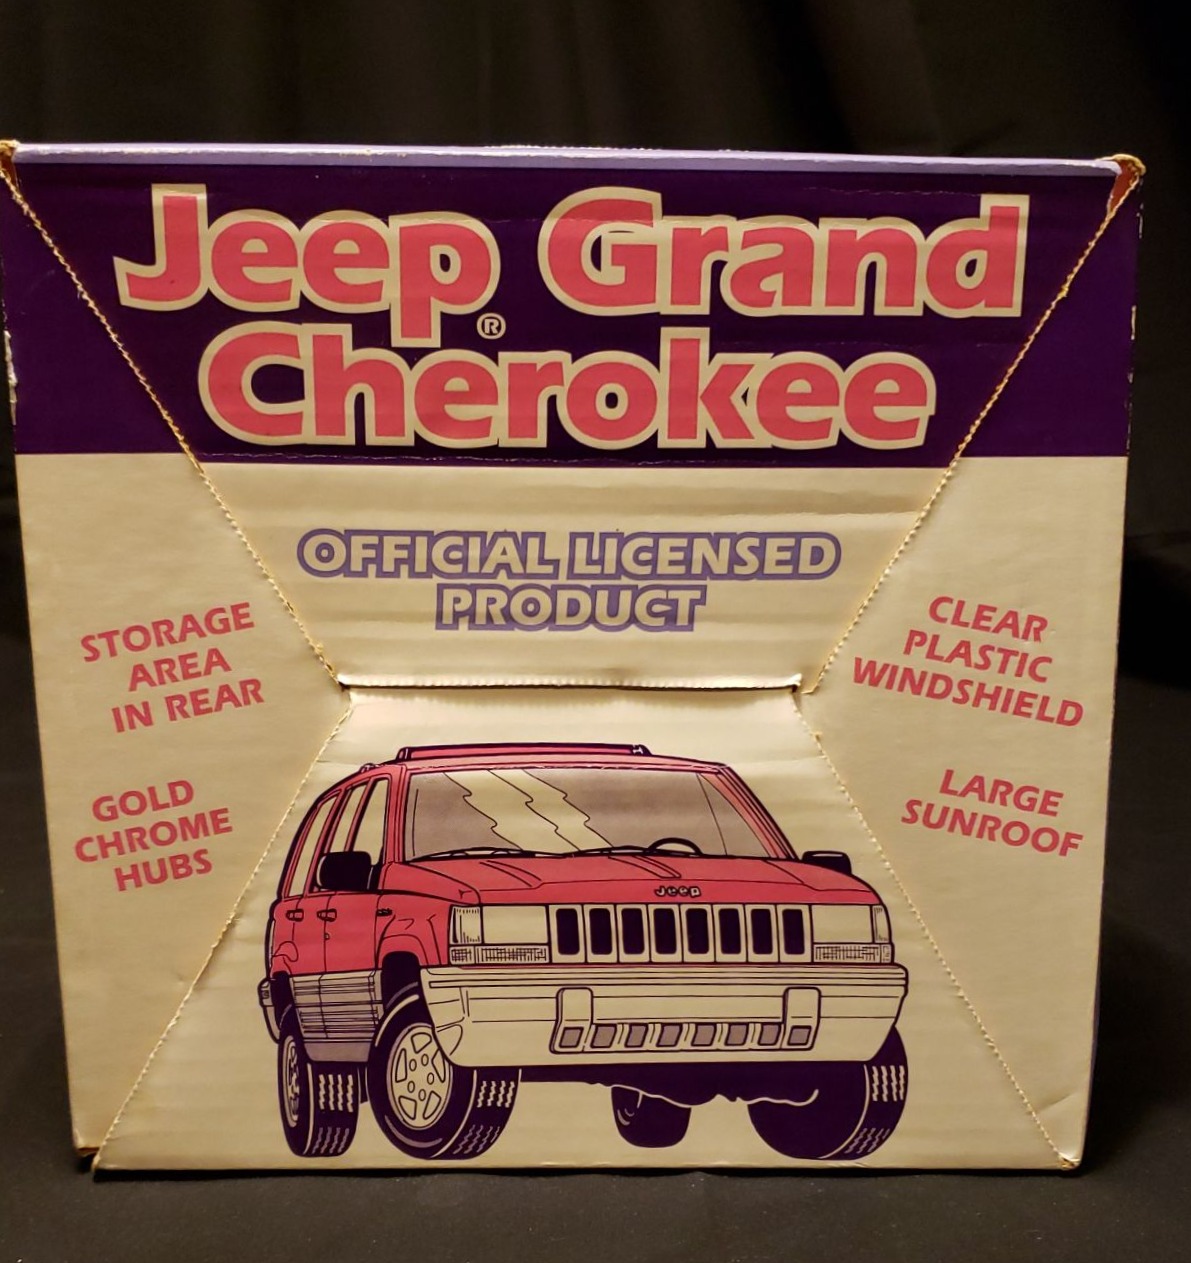 Jeep® Grand
Cherokee
OFFICIAL LICENSED
PRODUCT
STORAGE
AREA
IN REAR
GOLD
CHROME
HUBS
CLEAR
PLASTIC
WINDSHIELD
LARGE
SUNROOF
Jeep